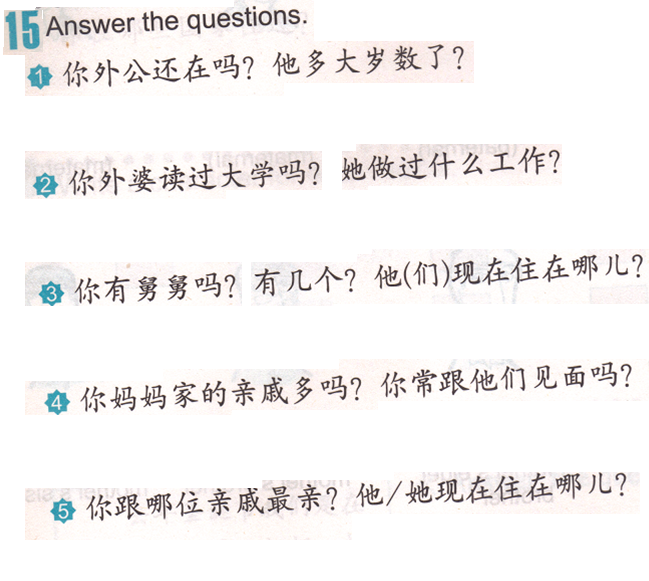 15 Answer the questions.
1 你外公还在吗？他多大岁数了？
2 你外婆读过大学吗？她做过什么工作？
3 你有舅舅吗？有几个？他(们)现在住在哪儿？
4 你妈妈家的亲戚多吗？你常跟他们见面吗？
5 你跟哪位亲戚最亲？他/她现在住在哪儿？